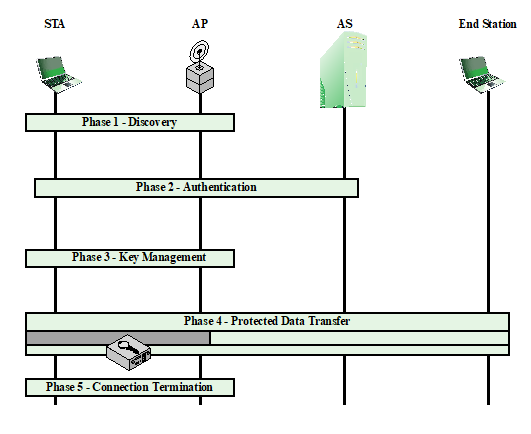 STA AP AS End Station
Phase 1 - Discovery
Phase 2 - Authentication
Phase 3 - Key Management
Phase 4 - Protected Data Transfer
Phase 5 - Connection Termination